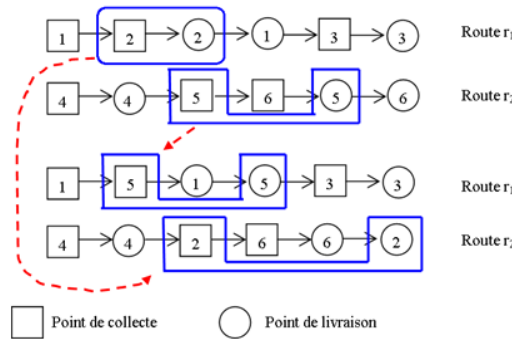 1 2 2 1 3 3 Route r₁
4 4 5 6 5 6 Route r₂
1 5 1 5 3 3 Route r₁
4 4 2 6 6 2 Route r₂
Point de collecte Point de livraison